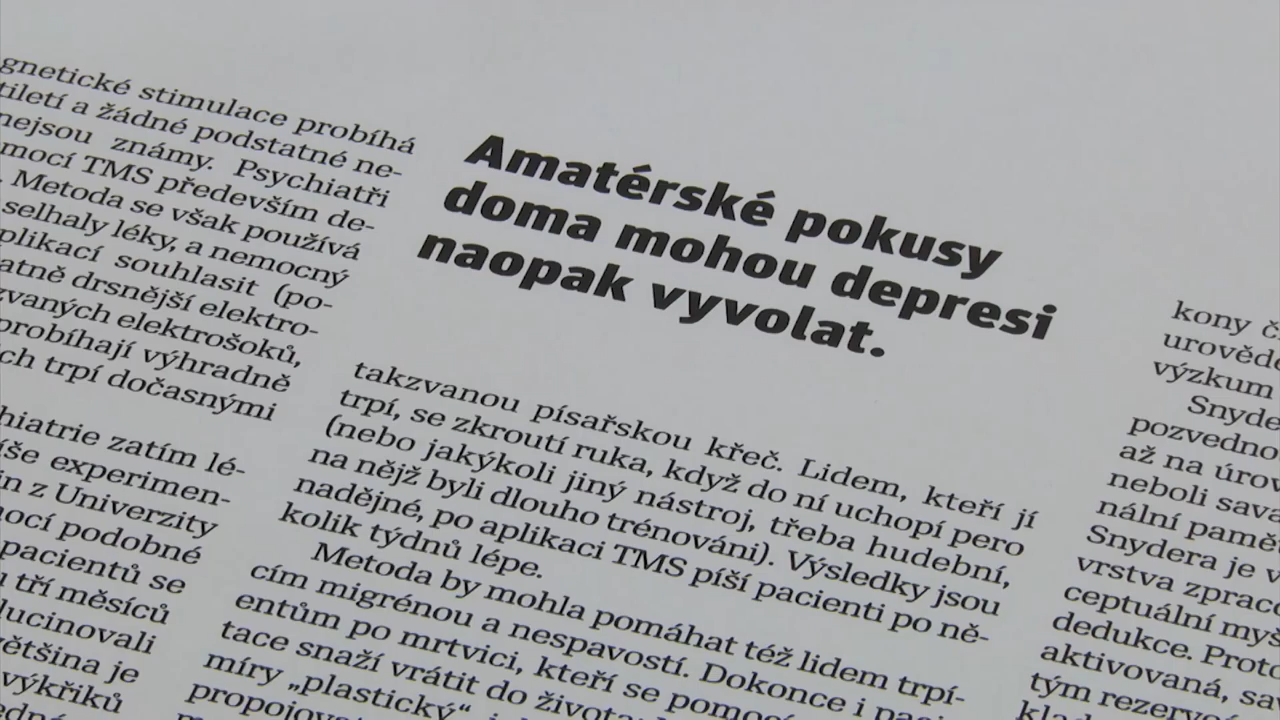 gnetické stimulace probíhá
tiletí a žádné podstatné ne-
nejsou známy. Psychiatři
mocí TMS především de-
. Metoda se však používá
selhaly léky, a nemocný
plikací souhlasit (po-
atně drsnější elektro-
zvaných elektrošoků,
probíhají výhradně
ch trpí dočasnými
hiatrie zatím lé-
íše experimen-
in z Univerzity
mocí podobné
pacientů se
u tří měsíců
lucinovali
většina je
výkřiků
Amatérské pokusy
doma mohou depresi
naopak vyvolat.
takzvanou písařskou křeč. Lidem, kteří jí
trpí, se zkroutí ruka, když do ní uchopí pero
(nebo jakýkoli jiný nástroj, třeba hudební,
na nějž byli dlouho trénováni). Výsledky jsou
nadějné, po aplikaci TMS píší pacienti po ně-
kolik týdnů lépe.
Metoda by mohla pomáhat též lidem trpí-
cím migrénou a nespavostí. Dokonce i paci-
entům po mrtvici, kteří se pomocí
tace snaží vrátit do života:
míry „plastický“
propojova
kony č
urověd
výzkum
Snyde
pozvedno
až na úrov
neboli sava
nální pamět
Snydera je v
vrstva zprac
ceptuální myš
dedukce. Proto
aktivovaná, sa
tým rezervo